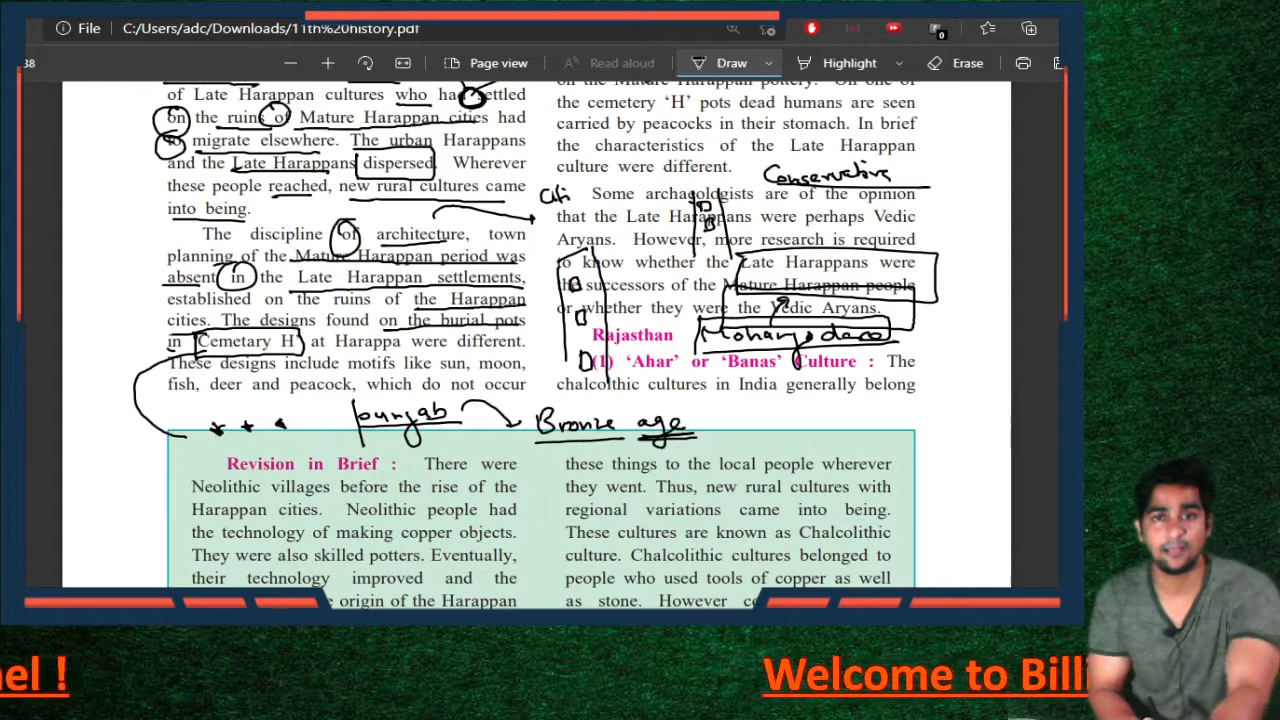 File
C:/Users/adc/Downloads/11th%20history.pdf
38
Page view
Read aloud
Draw
Highlight
Erase
0
of Late Harappan cultures who had settled
on the ruins of Mature Harappan cities had
to migrate elsewhere. The urban Harappans
and the Late Harappans dispersed. Wherever
these people reached, new rural cultures came
into being.
The discipline of architecture, town
planning of the Mature Harappan period was
absent in the Late Harappan settlements,
established on the ruins of the Harappan
cities. The designs found on the burial pots
in 'Cemetary H' at Harappa were different.
These designs include motifs like sun, moon,
fish, deer and peacock, which do not occur
on the Mature Harappan pottery. On one of
the cemetery ‘H’ pots dead humans are seen
carried by peacocks in their stomach. In brief
the characteristics of the Late Harappan
culture were different.
Conservative
Some archaeologists are of the opinion
that the Late Harappans were perhaps Vedic
Aryans. However, more research is required
to know whether the Late Harappans were
the successors of the Mature Harappan people
or whether they were the Vedic Aryans.
Rajasthan
Mohanjodaro
(1) ‘Ahar’ or ‘Banas’ Culture : The
chalcolthic cultures in India generally belong
punjab
Bronze age
Revision in Brief : There were
Neolithic villages before the rise of the
Harappan cities. Neolithic people had
the technology of making copper objects.
They were also skilled potters. Eventually,
their technology improved and the
origin of the Harappan
these things to the local people wherever
they went. Thus, new rural cultures with
regional variations came into being.
These cultures are known as Chalcolithic
culture. Chalcolithic cultures belonged to
people who used tools of copper as well
as stone. However
nel !
Welcome to Billi